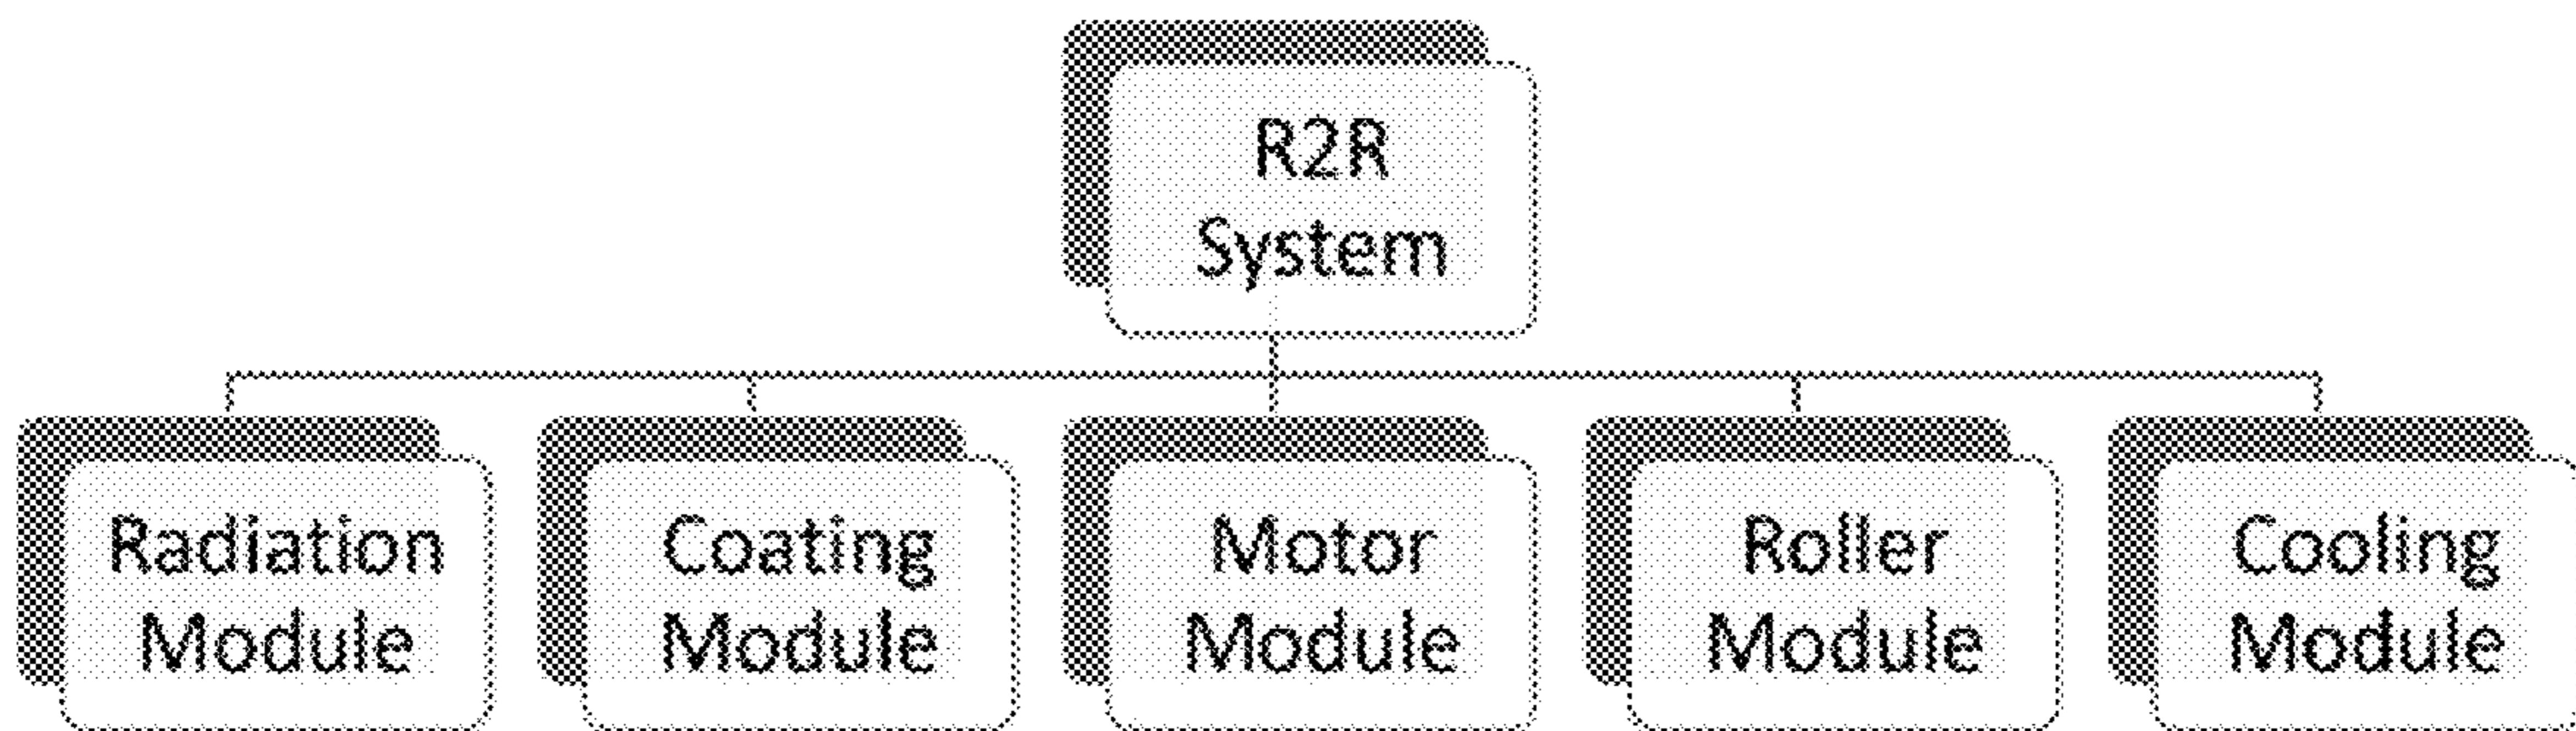 R2R
System
Radiation
Module
Coating
Module
Motor
Module
Roller
Module
Cooling
Module